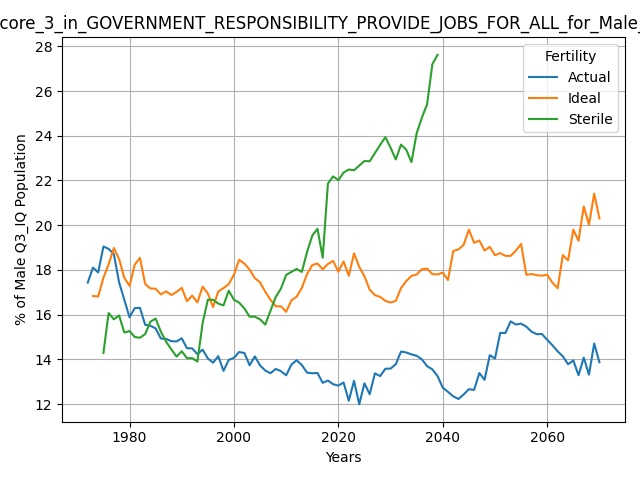 core_3_in_GOVERNMENT_RESPONSIBILITY_PROVIDE_JOBS_FOR_ALL_for_Male_
28
26
24
22
20
18
16
14
12
% of Male Q3_IQ Population
Fertility
Actual
Ideal
Sterile
1980
2000
2020
2040
2060
Years